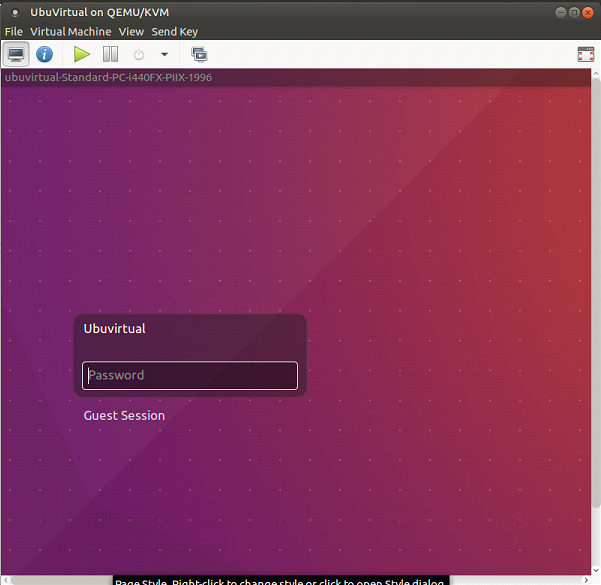 UbuVirtual on QEMU/KVM
File Virtual Machine View Send Key
ubuvirtual-Standard-PC-i440FX-PIIX-1996
Ubuvirtual
Password
Guest Session
Page Style. Right-click to change style or click to open Style dialog.